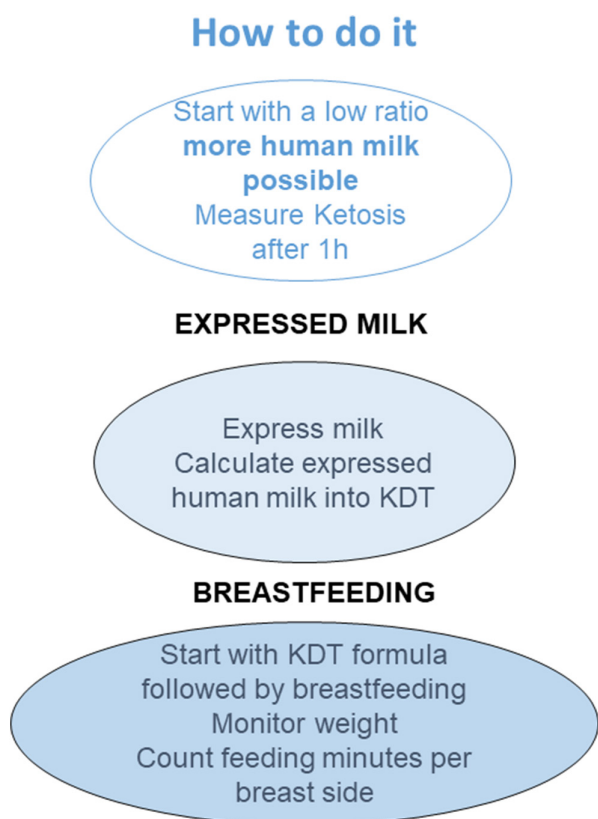 How to do it
Start with a low ratio
more human milk
possible
Measure Ketosis
after 1h
EXPRESSED MILK
Express milk
Calculate expressed
human milk into KDT
BREASTFEEDING
Start with KDT formula
followed by breastfeeding
Monitor weight
Count feeding minutes per
breast side